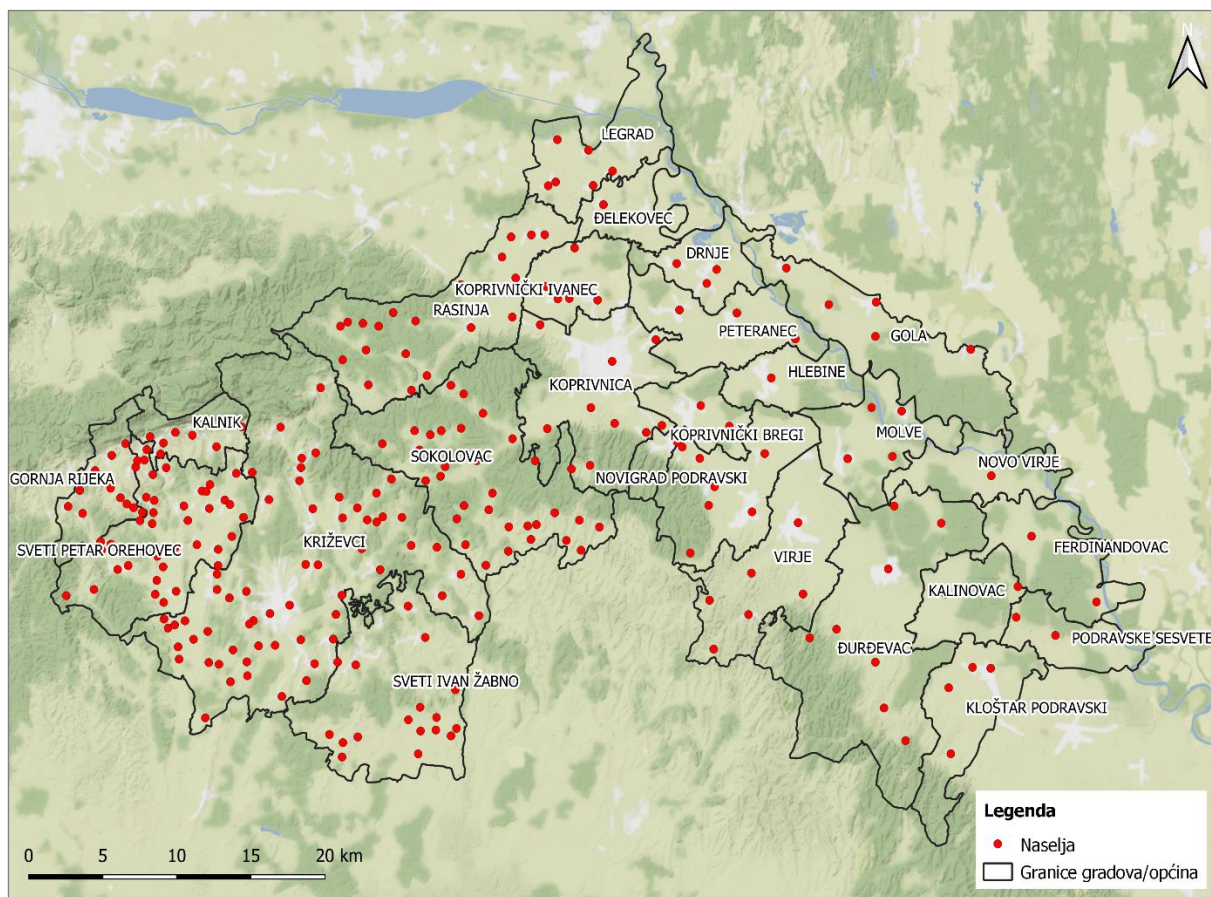 N
LEGRAD
ĐELEKOVEC
DRNJE
KOPRIVNIČKI IVANEC
RASINJA
PETERANEC
GOLA
HLEBINE
KOPRIVNICA
KALNIK
MOLVE
KOPRIVNIČKI BREGI
SOKOLOVAC
GORNJA RIJEKA
NOVIGRAD PODRAVSKI
NOVO VIRJE
KRIŽEVCI
SVETI PETAR OREHOVEC
FERDINANDOVAC
VIRJE
KALINOVAC
PODRAVSKE SESVETE
ĐURĐEVAC
SVETI IVAN ŽABNO
KLOŠTAR PODRAVSKI
Legenda
Naselja
Granice gradova/općina
0 5 10 15 20 km